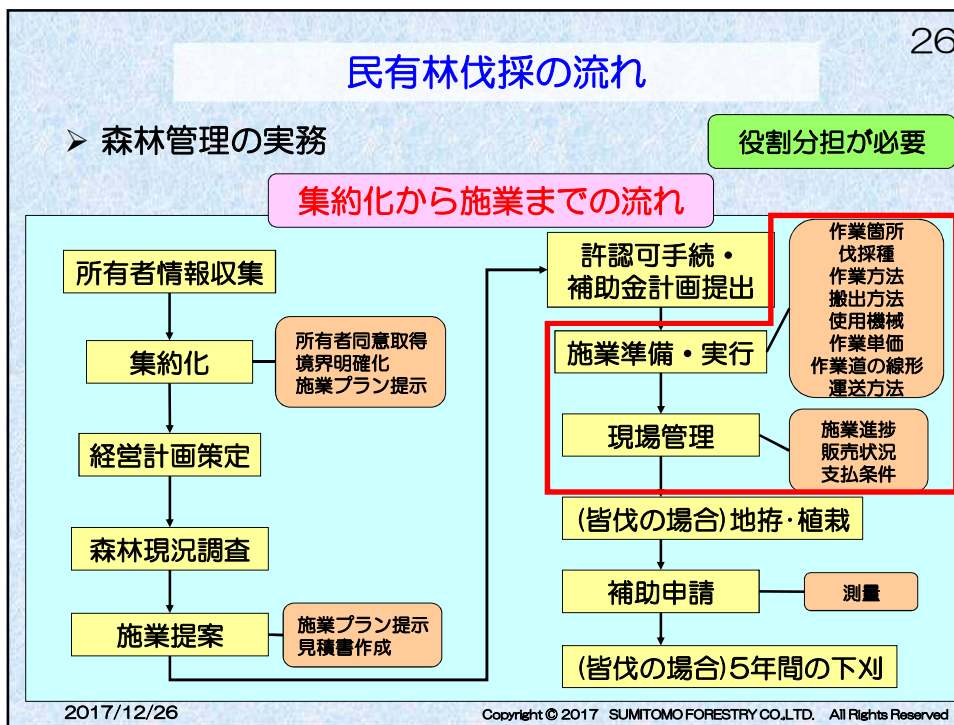 26
民有林伐採の流れ
➢ 森林管理の実務
役割分担が必要
集約化から施業までの流れ
所有者情報収集
集約化
所有者同意取得
境界明確化
施業プラン提示
経営計画策定
森林現況調査
施業提案
施業プラン提示
見積書作成
許認可手続・
補助金計画提出
作業箇所
伐採種
作業方法
搬出方法
使用機械
作業単価
作業道の線形
運送方法
施業準備・実行
現場管理
施業進捗
販売状況
支払条件
(皆伐の場合)地拵・植栽
補助申請
測量
(皆伐の場合)5年間の下刈
2017/12/26
Copyright © 2017 SUMITOMO FORESTRY CO.,LTD. All Rights Reserved